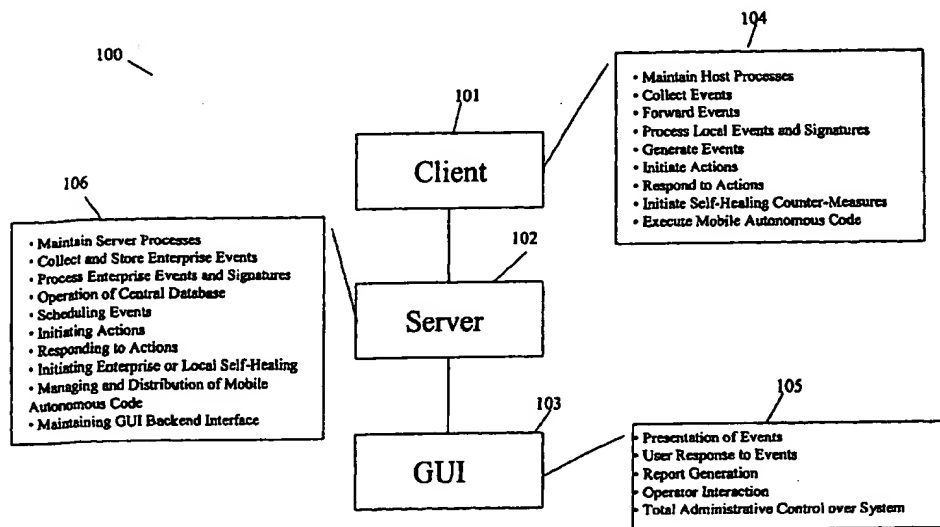 100
104
• Maintain Host Processes
• Collect Events
• Forward Events
• Process Local Events and Signatures
• Generate Events
• Initiate Actions
• Respond to Actions
• Initiate Self-Healing Counter-Measures
• Execute Mobile Autonomous Code
101
Client
106
• Maintain Server Processes
• Collect and Store Enterprise Events
• Process Enterprise Events and Signatures
• Operation of Central Database
• Scheduling Events
• Initiating Actions
• Responding to Actions
• Initiating Enterprise or Local Self-Healing
• Managing and Distribution of Mobile
Autonomous Code
• Maintaining GUI Backend Interface
102
Server
103
GUI
105
• Presentation of Events
• User Response to Events
• Report Generation
• Operator Interaction
• Total Administrative Control over System